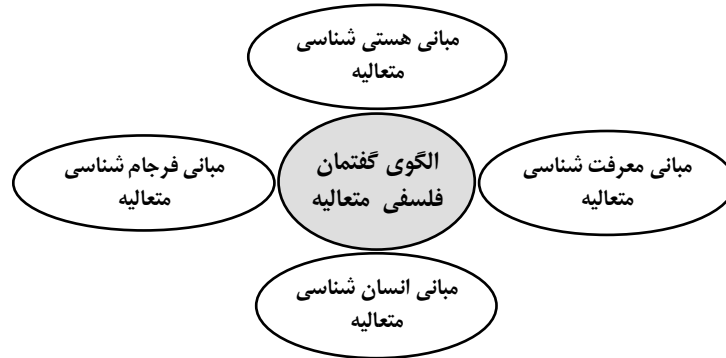 مبانی هستی شناسی
متعالیه
الگوی گفتمان
فلسفی متعالیه
مبانی معرفت شناسی
متعالیه
مبانی فرجام شناسی
متعالیه
مبانی انسان شناسی
متعالیه